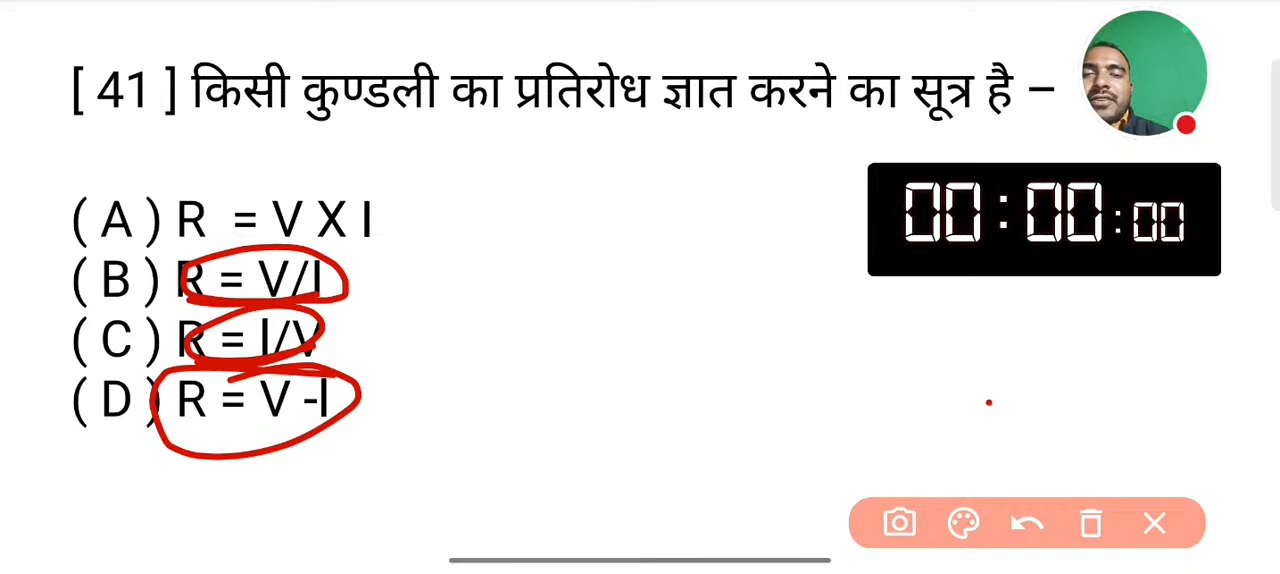 [ 41 ] किसी कुण्डली का प्रतिरोध ज्ञात करने का सूत्र है –
00:00:00
( A ) R = V X I
( B ) R = V/I
( C ) R = I/V
( D ) R = V -I